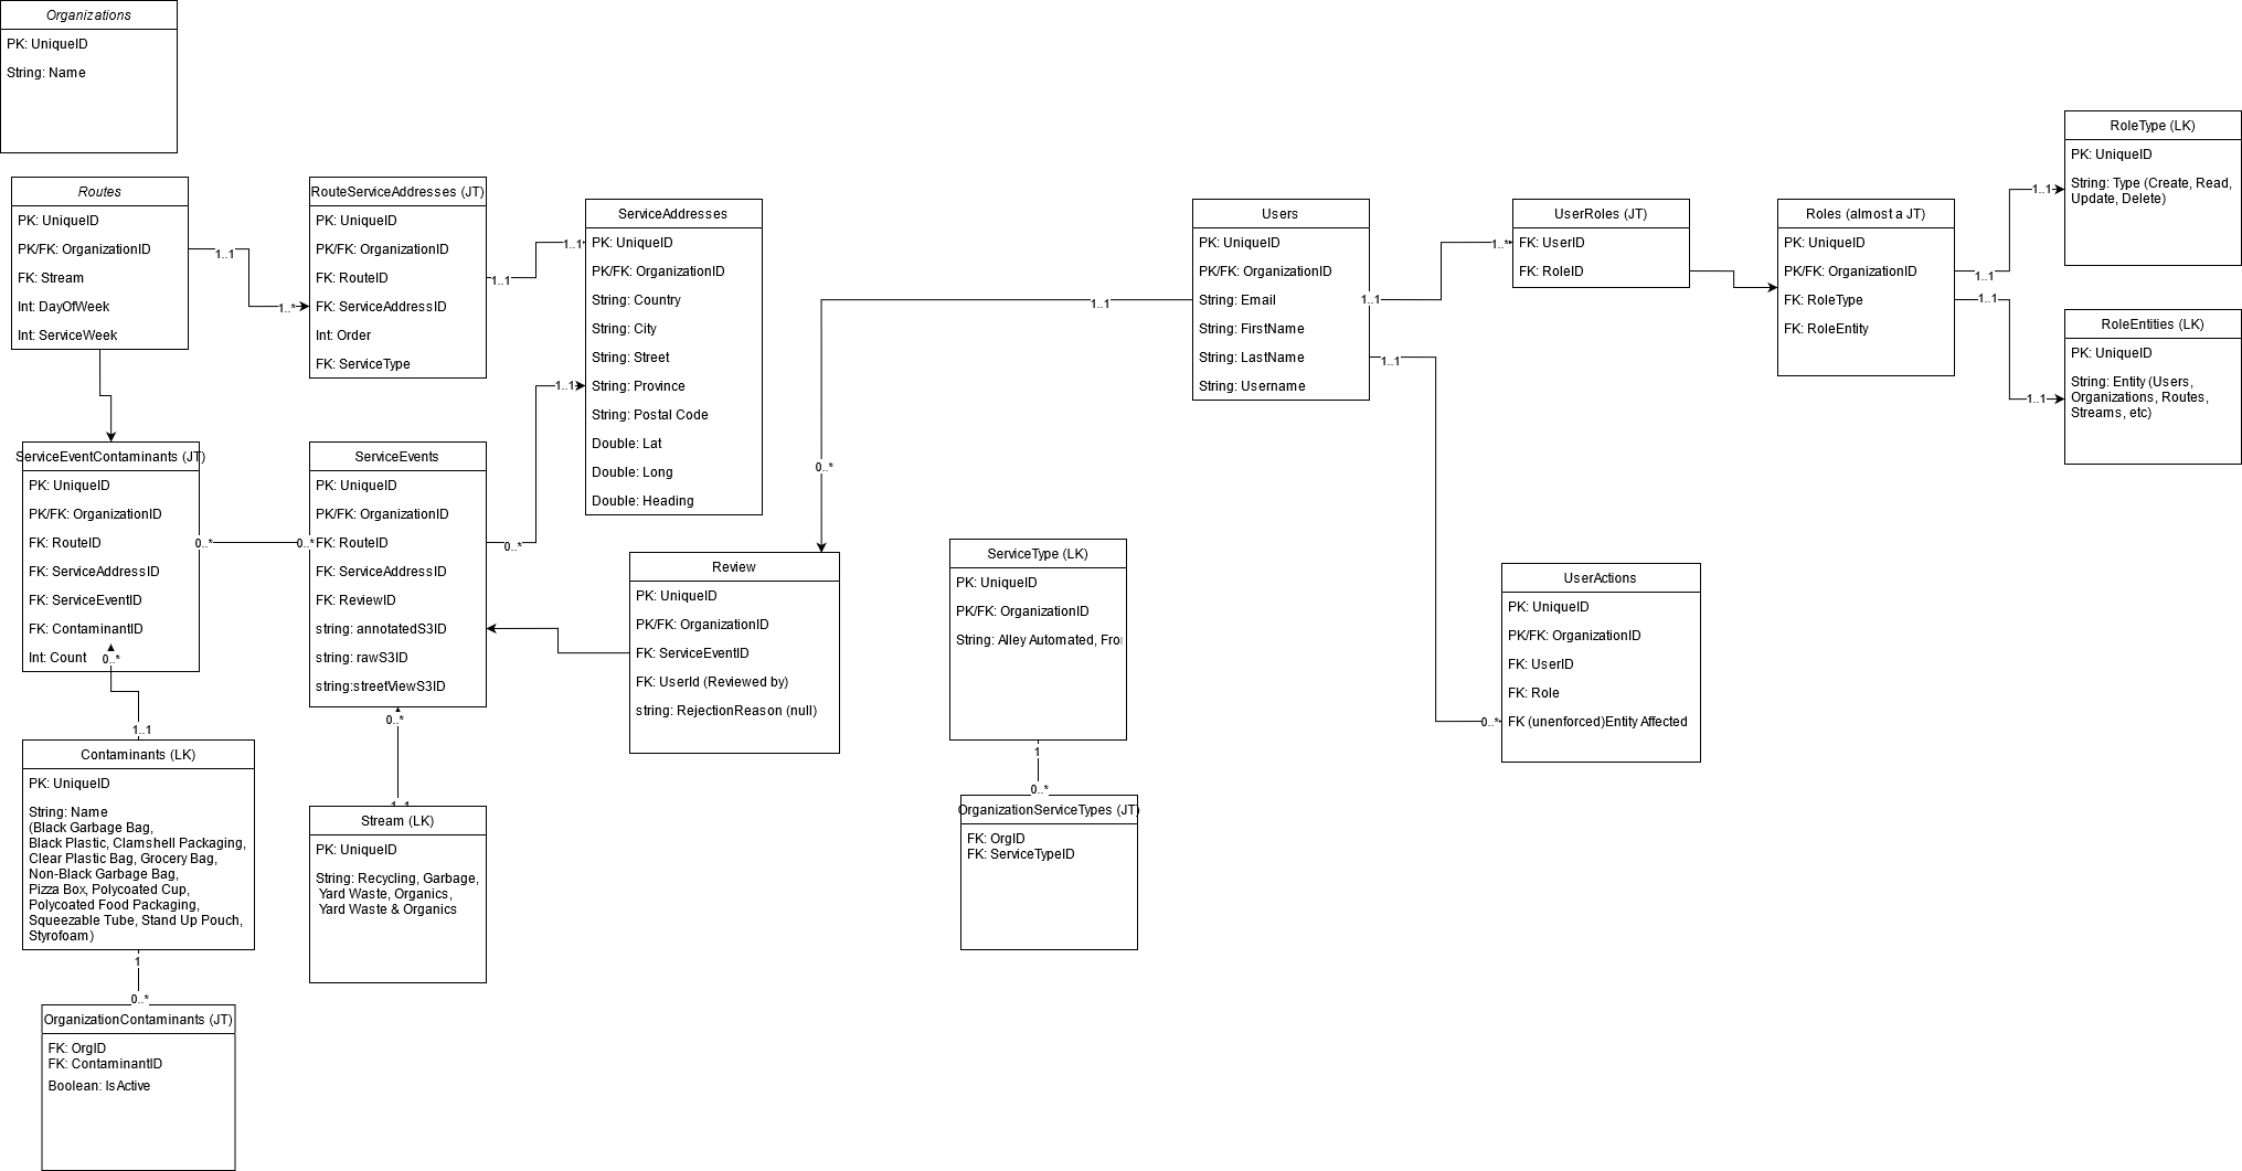 Organizations
PK: UniqueID
String: Name
Routes
PK: UniqueID
PK/FK: OrganizationID
FK: Stream
Int: DayOfWeek
Int: ServiceWeek
1..1
1..*
RouteServiceAddresses (JT)
PK: UniqueID
PK/FK: OrganizationID
FK: RouteID
FK: ServiceAddressID
Int: Order
FK: ServiceType
1..1
1..1
ServiceAddresses
PK: UniqueID
PK/FK: OrganizationID
String: Country
String: City
String: Street
String: Province
String: Postal Code
Double: Lat
Double: Long
Double: Heading
1..1
0..*
Users
PK: UniqueID
PK/FK: OrganizationID
String: Email
String: FirstName
String: LastName
String: Username
1..1
1..*
1..1
0..*
UserRoles (JT)
FK: UserID
FK: RoleID
Roles (almost a JT)
PK: UniqueID
PK/FK: OrganizationID
FK: RoleType
FK: RoleEntity
1..1
1..1
1..1
1..1
RoleType (LK)
PK: UniqueID
String: Type (Create, Read,
Update, Delete)
RoleEntities (LK)
PK: UniqueID
String: Entity (Users,
Organizations, Routes,
Streams, etc)
ServiceEventContaminants (JT)
PK: UniqueID
PK/FK: OrganizationID
FK: RouteID
FK: ServiceAddressID
FK: ServiceEventID
FK: ContaminantID
Int: Count
0..*
0..*
0..*
1..1
ServiceEvents
PK: UniqueID
PK/FK: OrganizationID
FK: RouteID
FK: ServiceAddressID
FK: ReviewID
string: annotatedS3ID
string: rawS3ID
string:streetViewS3ID
0..*
1..1
0..*
1..1
Review
PK: UniqueID
PK/FK: OrganizationID
FK: ServiceEventID
FK: UserId (Reviewed by)
string: RejectionReason (null)
ServiceType (LK)
PK: UniqueID
PK/FK: OrganizationID
String: Alley Automated, Fro
1
0..*
OrganizationServiceTypes (JT)
FK: OrgID
FK: ServiceTypeID
UserActions
PK: UniqueID
PK/FK: OrganizationID
FK: UserID
FK: Role
FK (unenforced)Entity Affected
Contaminants (LK)
PK: UniqueID
String: Name
(Black Garbage Bag,
Black Plastic, Clamshell Packaging,
Clear Plastic Bag, Grocery Bag,
Non-Black Garbage Bag,
Pizza Box, Polycoated Cup,
Polycoated Food Packaging,
Squeezable Tube, Stand Up Pouch,
Styrofoam)
1
0..*
Stream (LK)
PK: UniqueID
String: Recycling, Garbage,
Yard Waste, Organics,
Yard Waste & Organics
OrganizationContaminants (JT)
FK: OrgID
FK: ContaminantID
Boolean: IsActive